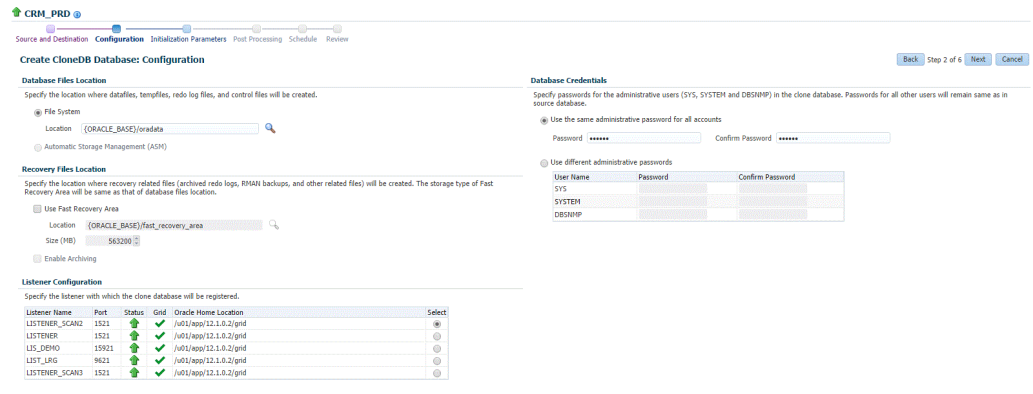 CRM_PRD
Source and Destination Configuration Initialization Parameters Post Processing Schedule Review
Create CloneDB Database: Configuration
Back Step 2 of 6 Next Cancel
Database Files Location
Specify the location where datafiles, tempfiles, redo log files, and control files will be created.
File System
Location {ORACLE_BASE}/oradata
Automatic Storage Management (ASM)
Recovery Files Location
Specify the location where recovery related files (archived redo logs, RMAN backups, and other related files) will be created. The storage type of Fast
Recovery Area will be same as that of database files location.
Use Fast Recovery Area
Location {ORACLE_BASE}/fast_recovery_area
Size (MB) 563200
Enable Archiving
Listener Configuration
Specify the listener with which the clone database will be registered.
Listener Name Port Status Grid Oracle Home Location Select
LISTENER_SCAN2 1521 /u01/app/12.1.0.2/grid
LISTENER 1521 /u01/app/12.1.0.2/grid
LIS_DEMO 15921 /u01/app/12.1.0.2/grid
LIST_LRG 9621 /u01/app/12.1.0.2/grid
LISTENER_SCAN3 1521 /u01/app/12.1.0.2/grid
Database Credentials
Specify passwords for the administrative users (SYS, SYSTEM and DBSNMP) in the clone database. Passwords for all other users will remain same as in
source database.
Use the same administrative password for all accounts
Password •••••• Confirm Password ••••••
Use different administrative passwords
User Name Password Confirm Password
SYS
SYSTEM
DBSNMP